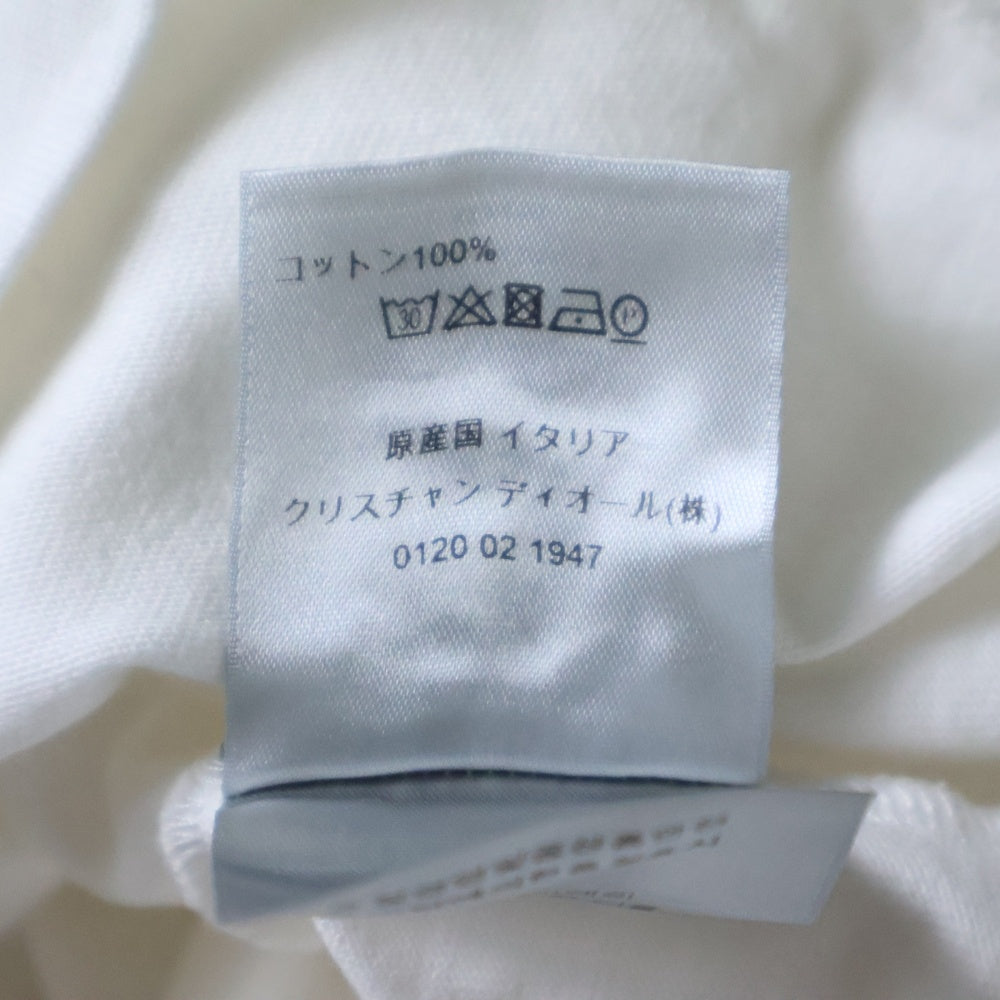 コットン100%
30 P
原産国 イタリア
クリスチャン ディオール(株)
0120 02 1947